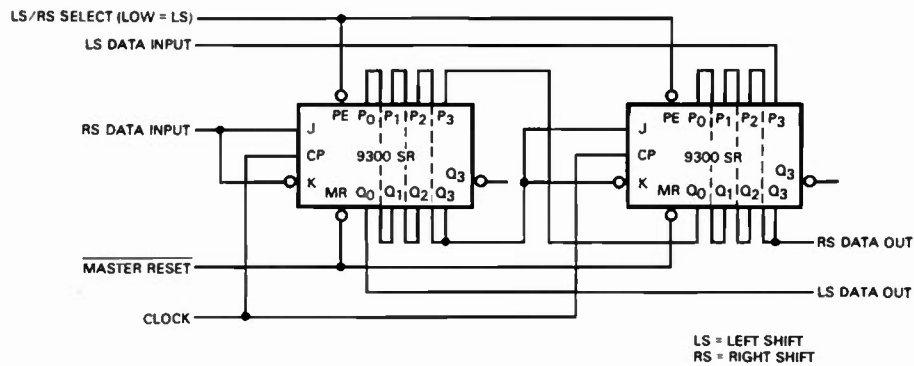 LS/RS SELECT (LOW = LS)
LS DATA INPUT
PE P0 P1 P2 P3
PE P0 P1 P2 P3
RS DATA INPUT
J
J
CP
9300 SR
CP
9300 SR
K
Q3
K
Q3
MR Q0 Q1 Q2 Q3
MR Q0 Q1 Q2 Q3
RS DATA OUT
MASTER RESET
LS DATA OUT
CLOCK
LS = LEFT SHIFT
RS = RIGHT SHIFT